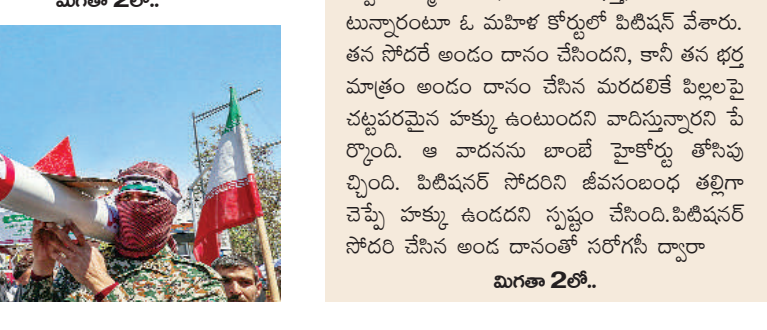 మిగతా 2లో..
టున్నారంటూ ఓ మహిళ కోర్టులో పిటిషన్ వేశారు.
తన సోదరే అండం దానం చేసిందని, కానీ తన భర్త
మాత్రం అండం దానం చేసిన మరదలికే పిల్లలపై
చట్టపరమైన హక్కు ఉంటుందని వాదిస్తున్నారని పే
ర్కొంది. ఆ వాదనను బాంబే హైకోర్టు తోసిపు
చ్చింది. పిటిషనర్ సోదరిని జీవసంబంధ తల్లిగా
చెప్పే హక్కు ఉండదని స్పష్టం చేసింది.పిటిషనర్
సోదరి చేసిన అండ దానంతో సరోగసీ ద్వారా
మిగతా 2లో..